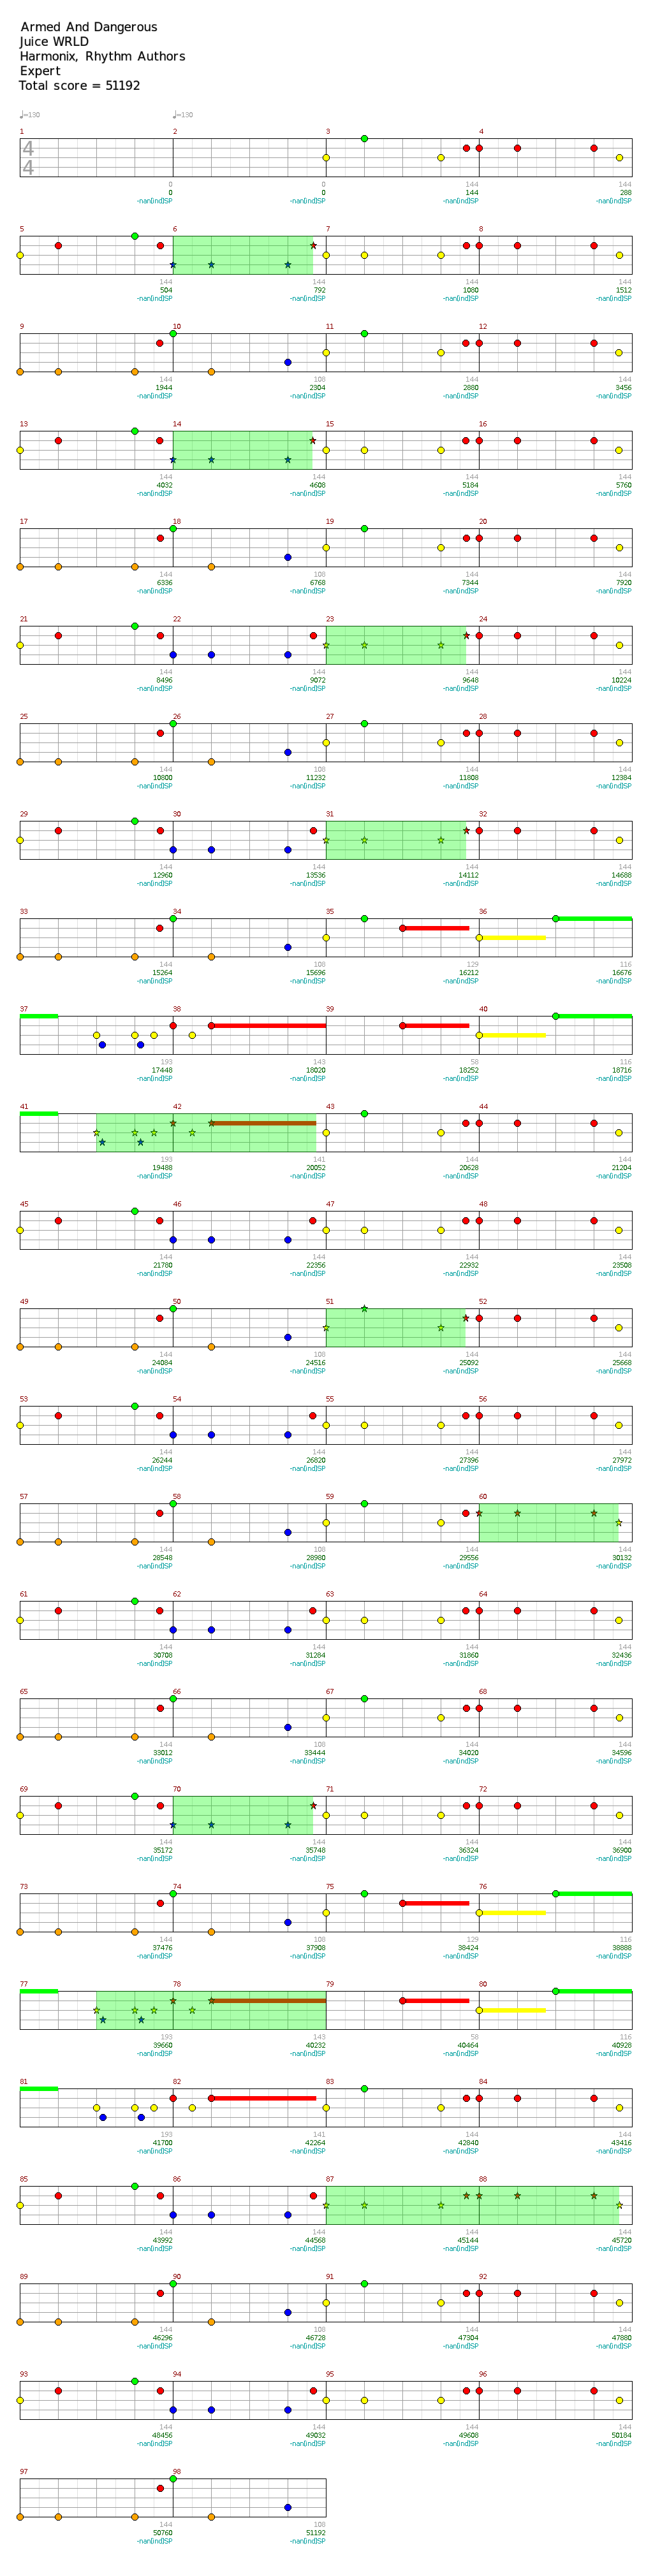 Armed And Dangerous
Juice WRLD
Harmonix, Rhythm Authors
Expert
Total score = 51192
♩=130 ♩=130
1 2 3 4
4
4
0 0 144 144
0 0 144 288
-nan(ind)SP -nan(ind)SP -nan(ind)SP -nan(ind)SP
5 6 7 8
144 144 144 144
504 792 1080 1512
-nan(ind)SP -nan(ind)SP -nan(ind)SP -nan(ind)SP
9 10 11 12
144 108 144 144
1944 2304 2880 3456
-nan(ind)SP -nan(ind)SP -nan(ind)SP -nan(ind)SP
13 14 15 16
144 144 144 144
4032 4608 5184 5760
-nan(ind)SP -nan(ind)SP -nan(ind)SP -nan(ind)SP
17 18 19 20
144 108 144 144
6336 6768 7344 7920
-nan(ind)SP -nan(ind)SP -nan(ind)SP -nan(ind)SP
21 22 23 24
144 144 144 144
8496 9072 9648 10224
-nan(ind)SP -nan(ind)SP -nan(ind)SP -nan(ind)SP
25 26 27 28
144 108 144 144
10800 11232 11808 12384
-nan(ind)SP -nan(ind)SP -nan(ind)SP -nan(ind)SP
29 30 31 32
144 144 144 144
12960 13536 14112 14688
-nan(ind)SP -nan(ind)SP -nan(ind)SP -nan(ind)SP
33 34 35 36
144 108 129 116
15264 15696 16212 16676
-nan(ind)SP -nan(ind)SP -nan(ind)SP -nan(ind)SP
37 38 39 40
193 143 58 116
17448 18020 18252 18716
-nan(ind)SP -nan(ind)SP -nan(ind)SP -nan(ind)SP
41 42 43 44
193 141 144 144
19488 20052 20628 21204
-nan(ind)SP -nan(ind)SP -nan(ind)SP -nan(ind)SP
45 46 47 48
144 144 144 144
21780 22356 22932 23508
-nan(ind)SP -nan(ind)SP -nan(ind)SP -nan(ind)SP
49 50 51 52
144 108 144 144
24084 24516 25092 25668
-nan(ind)SP -nan(ind)SP -nan(ind)SP -nan(ind)SP
53 54 55 56
144 144 144 144
26244 26820 27396 27972
-nan(ind)SP -nan(ind)SP -nan(ind)SP -nan(ind)SP
57 58 59 60
144 108 144 144
28548 28980 29556 30132
-nan(ind)SP -nan(ind)SP -nan(ind)SP -nan(ind)SP
61 62 63 64
144 144 144 144
30708 31284 31860 32436
-nan(ind)SP -nan(ind)SP -nan(ind)SP -nan(ind)SP
65 66 67 68
144 108 144 144
33012 33444 34020 34596
-nan(ind)SP -nan(ind)SP -nan(ind)SP -nan(ind)SP
69 70 71 72
144 144 144 144
35172 35748 36324 36900
-nan(ind)SP -nan(ind)SP -nan(ind)SP -nan(ind)SP
73 74 75 76
144 108 129 116
37476 37908 38424 38888
-nan(ind)SP -nan(ind)SP -nan(ind)SP -nan(ind)SP
77 78 79 80
193 143 58 116
39660 40232 40464 40928
-nan(ind)SP -nan(ind)SP -nan(ind)SP -nan(ind)SP
81 82 83 84
193 141 144 144
41700 42264 42840 43416
-nan(ind)SP -nan(ind)SP -nan(ind)SP -nan(ind)SP
85 86 87 88
144 144 144 144
43992 44568 45144 45720
-nan(ind)SP -nan(ind)SP -nan(ind)SP -nan(ind)SP
89 90 91 92
144 108 144 144
46296 46728 47304 47880
-nan(ind)SP -nan(ind)SP -nan(ind)SP -nan(ind)SP
93 94 95 96
144 144 144 144
48456 49032 49608 50184
-nan(ind)SP -nan(ind)SP -nan(ind)SP -nan(ind)SP
97 98
144 108
50760 51192
-nan(ind)SP -nan(ind)SP